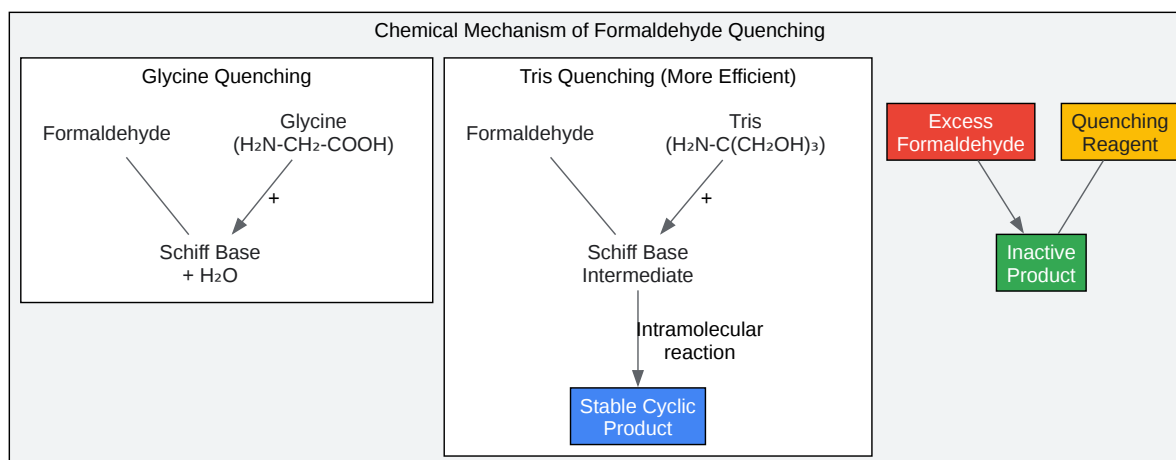 Chemical Mechanism of Formaldehyde Quenching
Glycine Quenching
Formaldehyde
Glycine
(H₂N-CH₂-COOH)
+
Schiff Base
+ H₂O
Tris Quenching (More Efficient)
Formaldehyde
Tris
(H₂N-C(CH₂OH)₃)
+
Schiff Base
Intermediate
Intramolecular
reaction
Stable Cyclic
Product
Excess
Formaldehyde
Quenching
Reagent
Inactive
Product